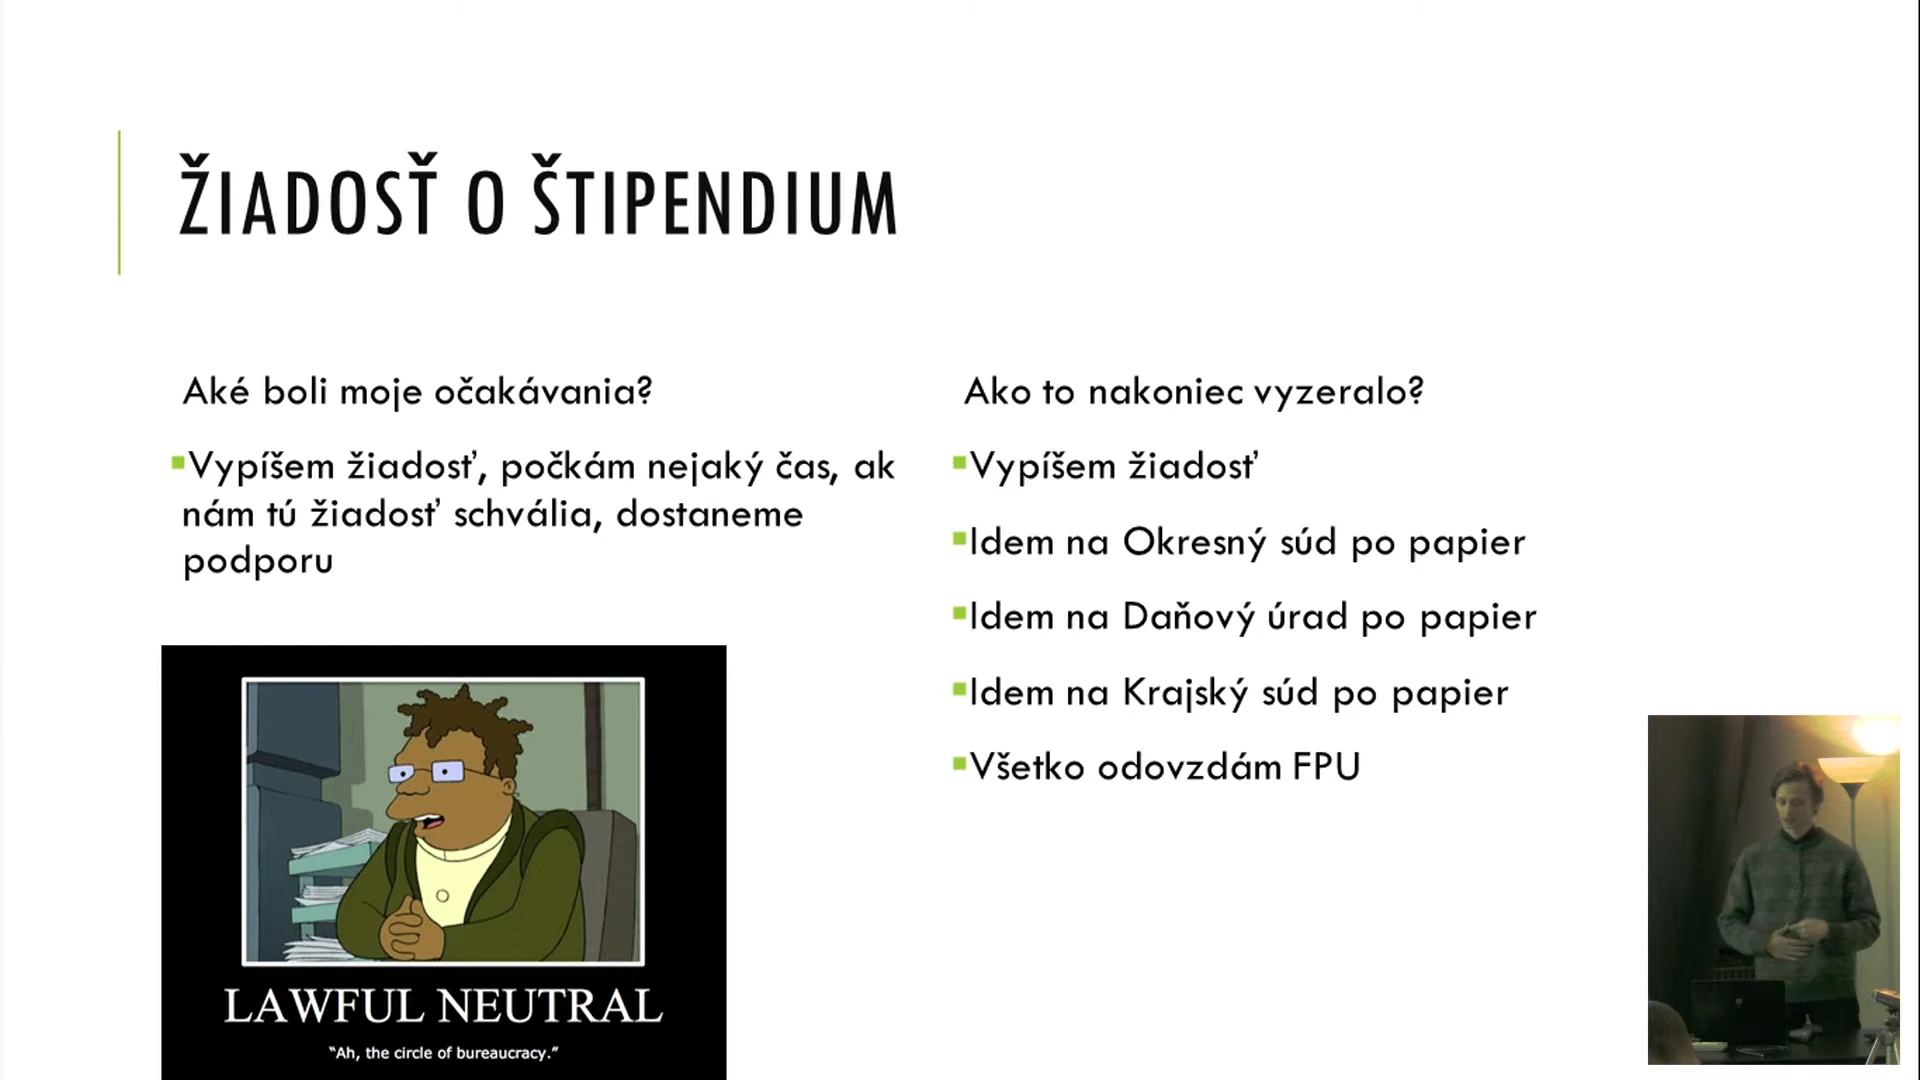 ŽIADOSŤ O ŠTIPENDIUM
Aké boli moje očakávania?
Vypíšem žiadosť, počkám nejaký čas, ak
nám tú žiadosť schvália, dostaneme
podporu
LAWFUL NEUTRAL
"Ah, the circle of bureaucracy."
Ako to nakoniec vyzeralo?
Vypíšem žiadosť
Idem na Okresný súd po papier
Idem na Daňový úrad po papier
Idem na Krajský súd po papier
Všetko odovzdám FPU